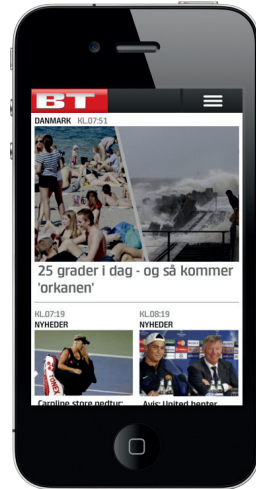 BT
DANMARK KL.07:51
25 grader i dag - og så kommer
'orkanen'
KL.07:19
NYHEDER
KL.08:19
NYHEDER
YONEX
Caroline store nedtur:
Avis: United henter